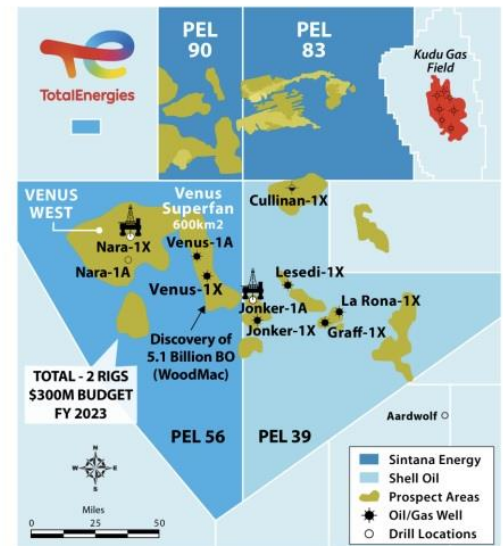 TotalEnergies
PEL
90
PEL
83
Kudu Gas
Field
VENUS
WEST
Venus
Superfan
600km2
Cullinan-1X
Nara-1X
Venus-1A
Nara-1A
Venus-1X
Lesedi-1X
Jonker-1A
La Rona-1X
Jonker-1X
Graff-1X
Discovery of
5.1 Billion BO
(WoodMac)
TOTAL - 2 RIGS
$300M BUDGET
FY 2023
PEL 56
PEL 39
Aardwolf
N
W
E
S
Miles
0
25
50
Sintana Energy
Shell Oil
Prospect Areas
Oil/Gas Well
Drill Locations